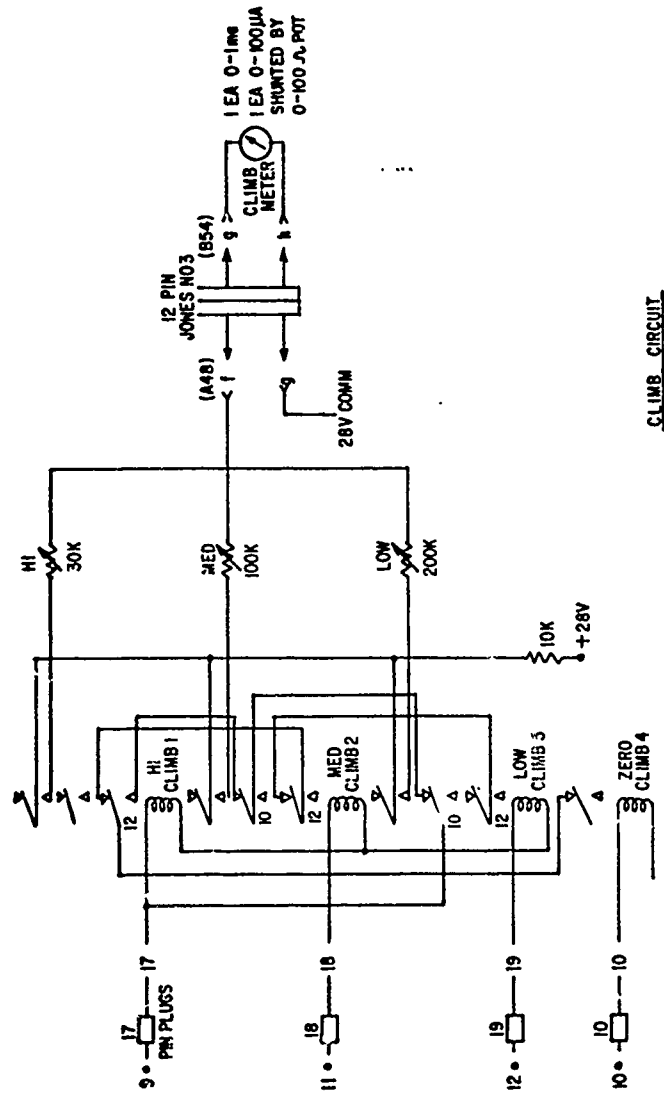 1 EA 0-1ma
1 EA 0-100µA
SHUNTED BY
0-100 Ω POT
CLIMB
METER
(B54)
g
h
12 PIN
JONES NO3
(A48)
f
g
28V COMM
HI
30K
MED
100K
LOW
200K
10K
+28V
HI
CLIMB 1
12
10
MED
CLIMB 2
12
10
LOW
CLIMB 3
12
ZERO
CLIMB 4
9
17
PIN PLUGS
17
11
18
18
12
19
19
10
10
10
CLIMB CIRCUIT